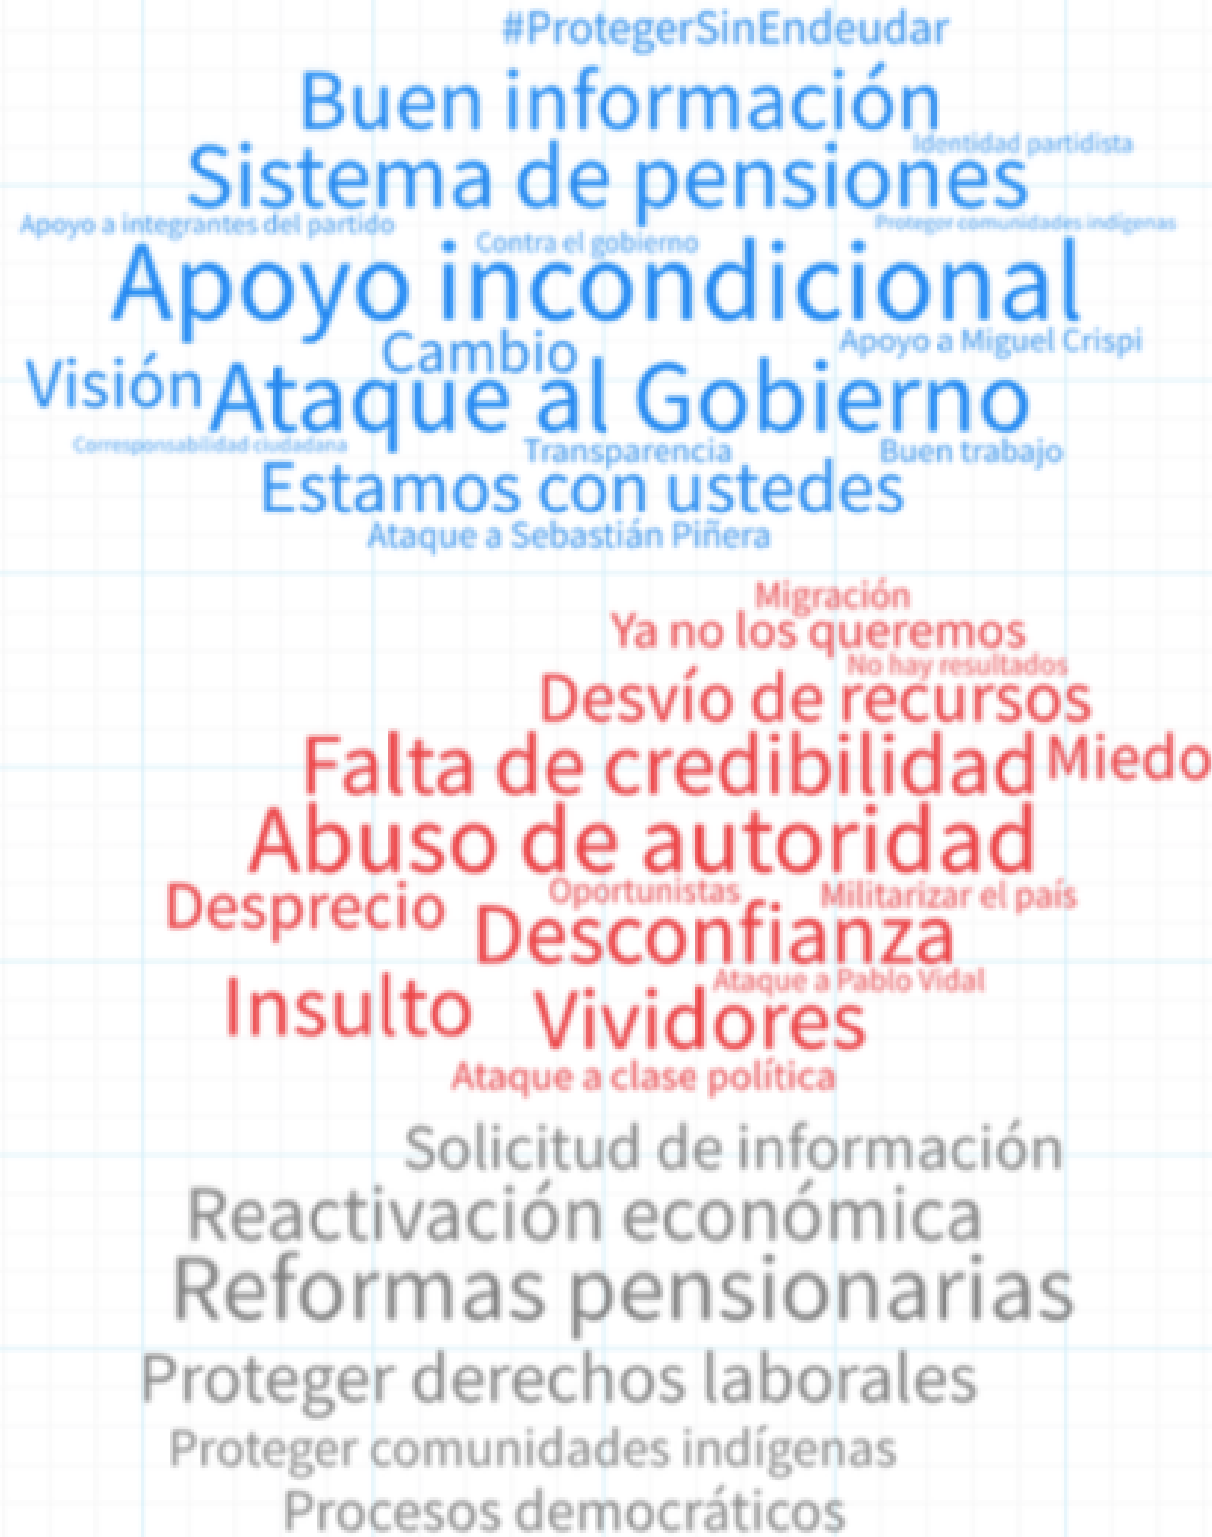 #ProtegerSinEndeudar
Buen información
Identidad partidista
Sistema de pensiones
Apoyo a integrantes del partido
Proteger comunidades indígenas
Contra el gobierno
Apoyo incondicional
Cambio
Apoyo a Miguel Crispi
Visión
Ataque al Gobierno
Corresponsabilidad ciudadana
Transparencia
Buen trabajo
Estamos con ustedes
Ataque a Sebastián Piñera
Migración
Ya no los queremos
No hay resultados
Desvío de recursos
Falta de credibilidad
Miedo
Abuso de autoridad
Desprecio
Oportunistas
Militarizar el país
Desconfianza
Ataque a Pablo Vidal
Insulto
Vividores
Ataque a clase política
Solicitud de información
Reactivación económica
Reformas pensionarias
Proteger derechos laborales
Proteger comunidades indígenas
Procesos democráticos